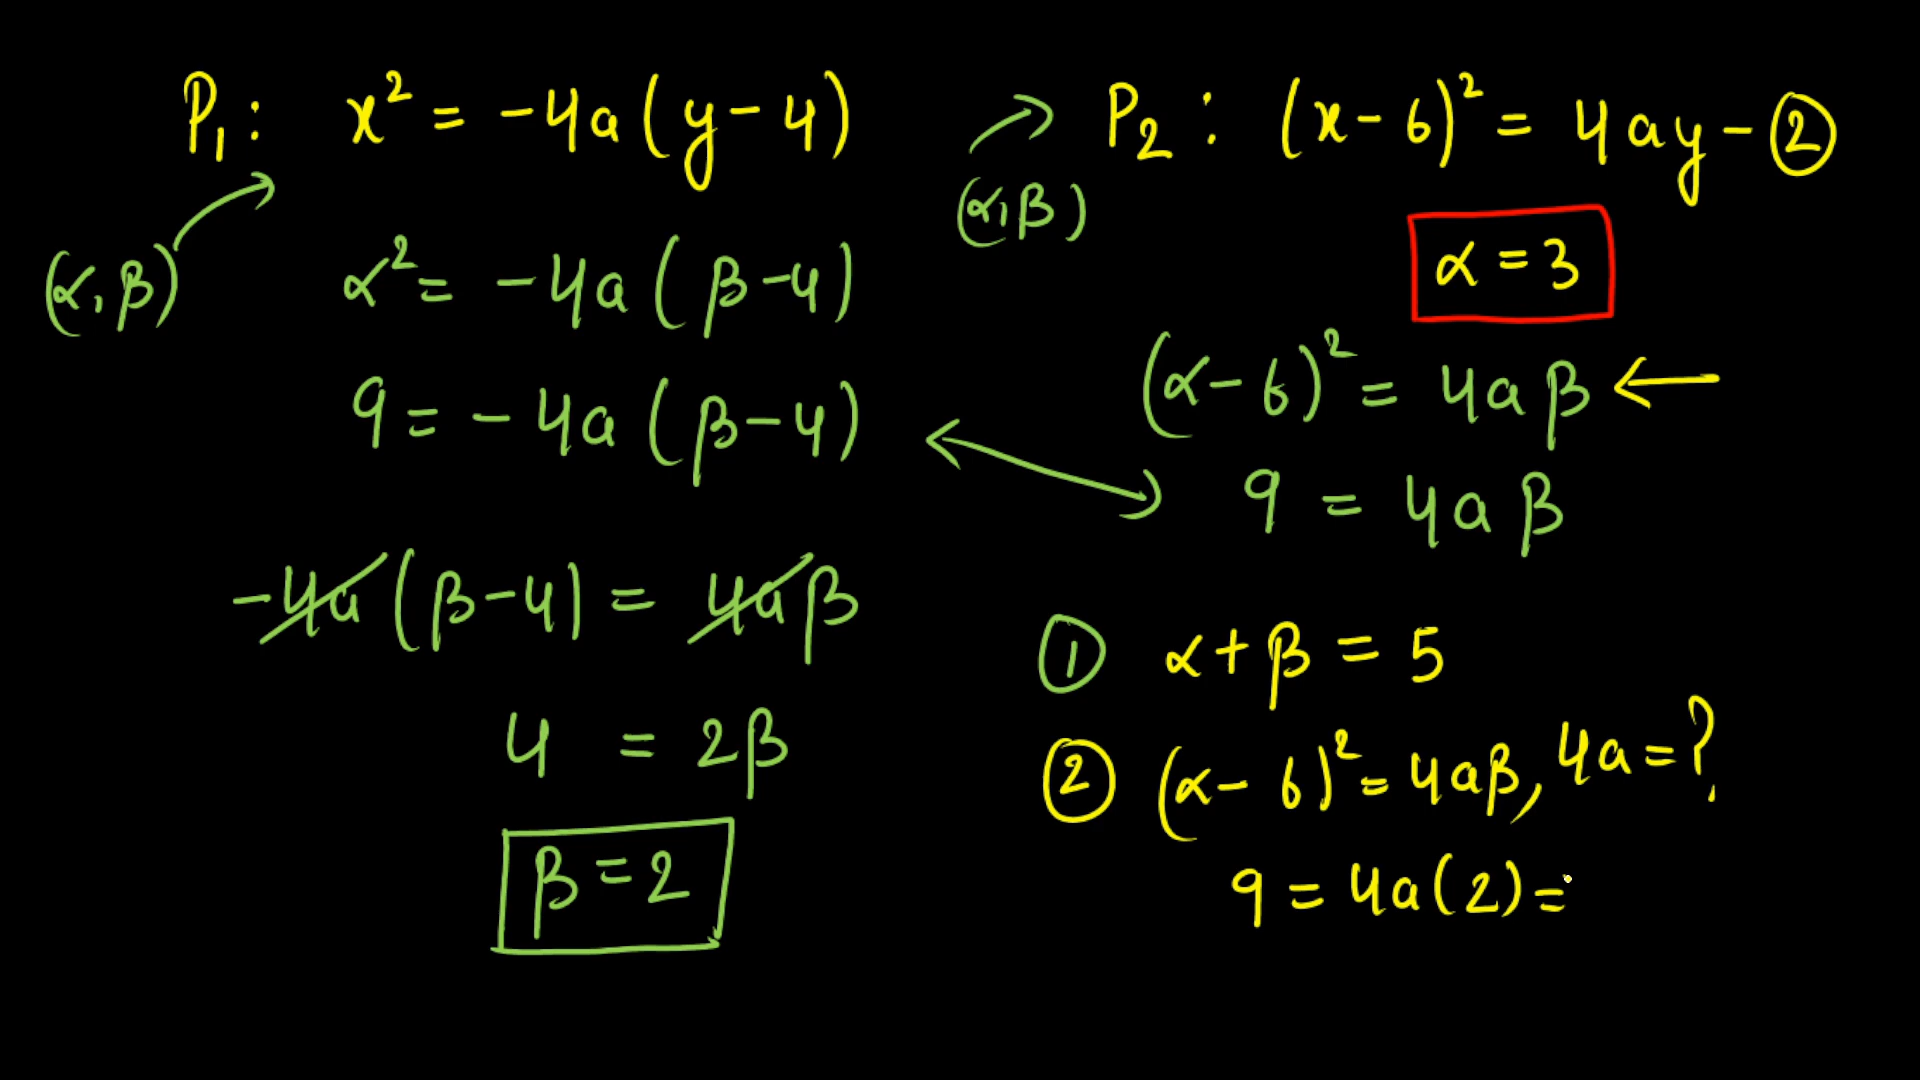 P₁: x² = -4a(y-4)
(α,β)
α² = -4a(β-4)
9 = -4a(β-4)
-4a(β-4) = 4aβ
4 = 2β
β = 2
(α,β)
P₂: (x-6)² = 4ay - ②
α = 3
(α-6)² = 4aβ
9 = 4aβ
① α+β = 5
② (α-6)² = 4aβ, 4a = ?
9 = 4a(2) =